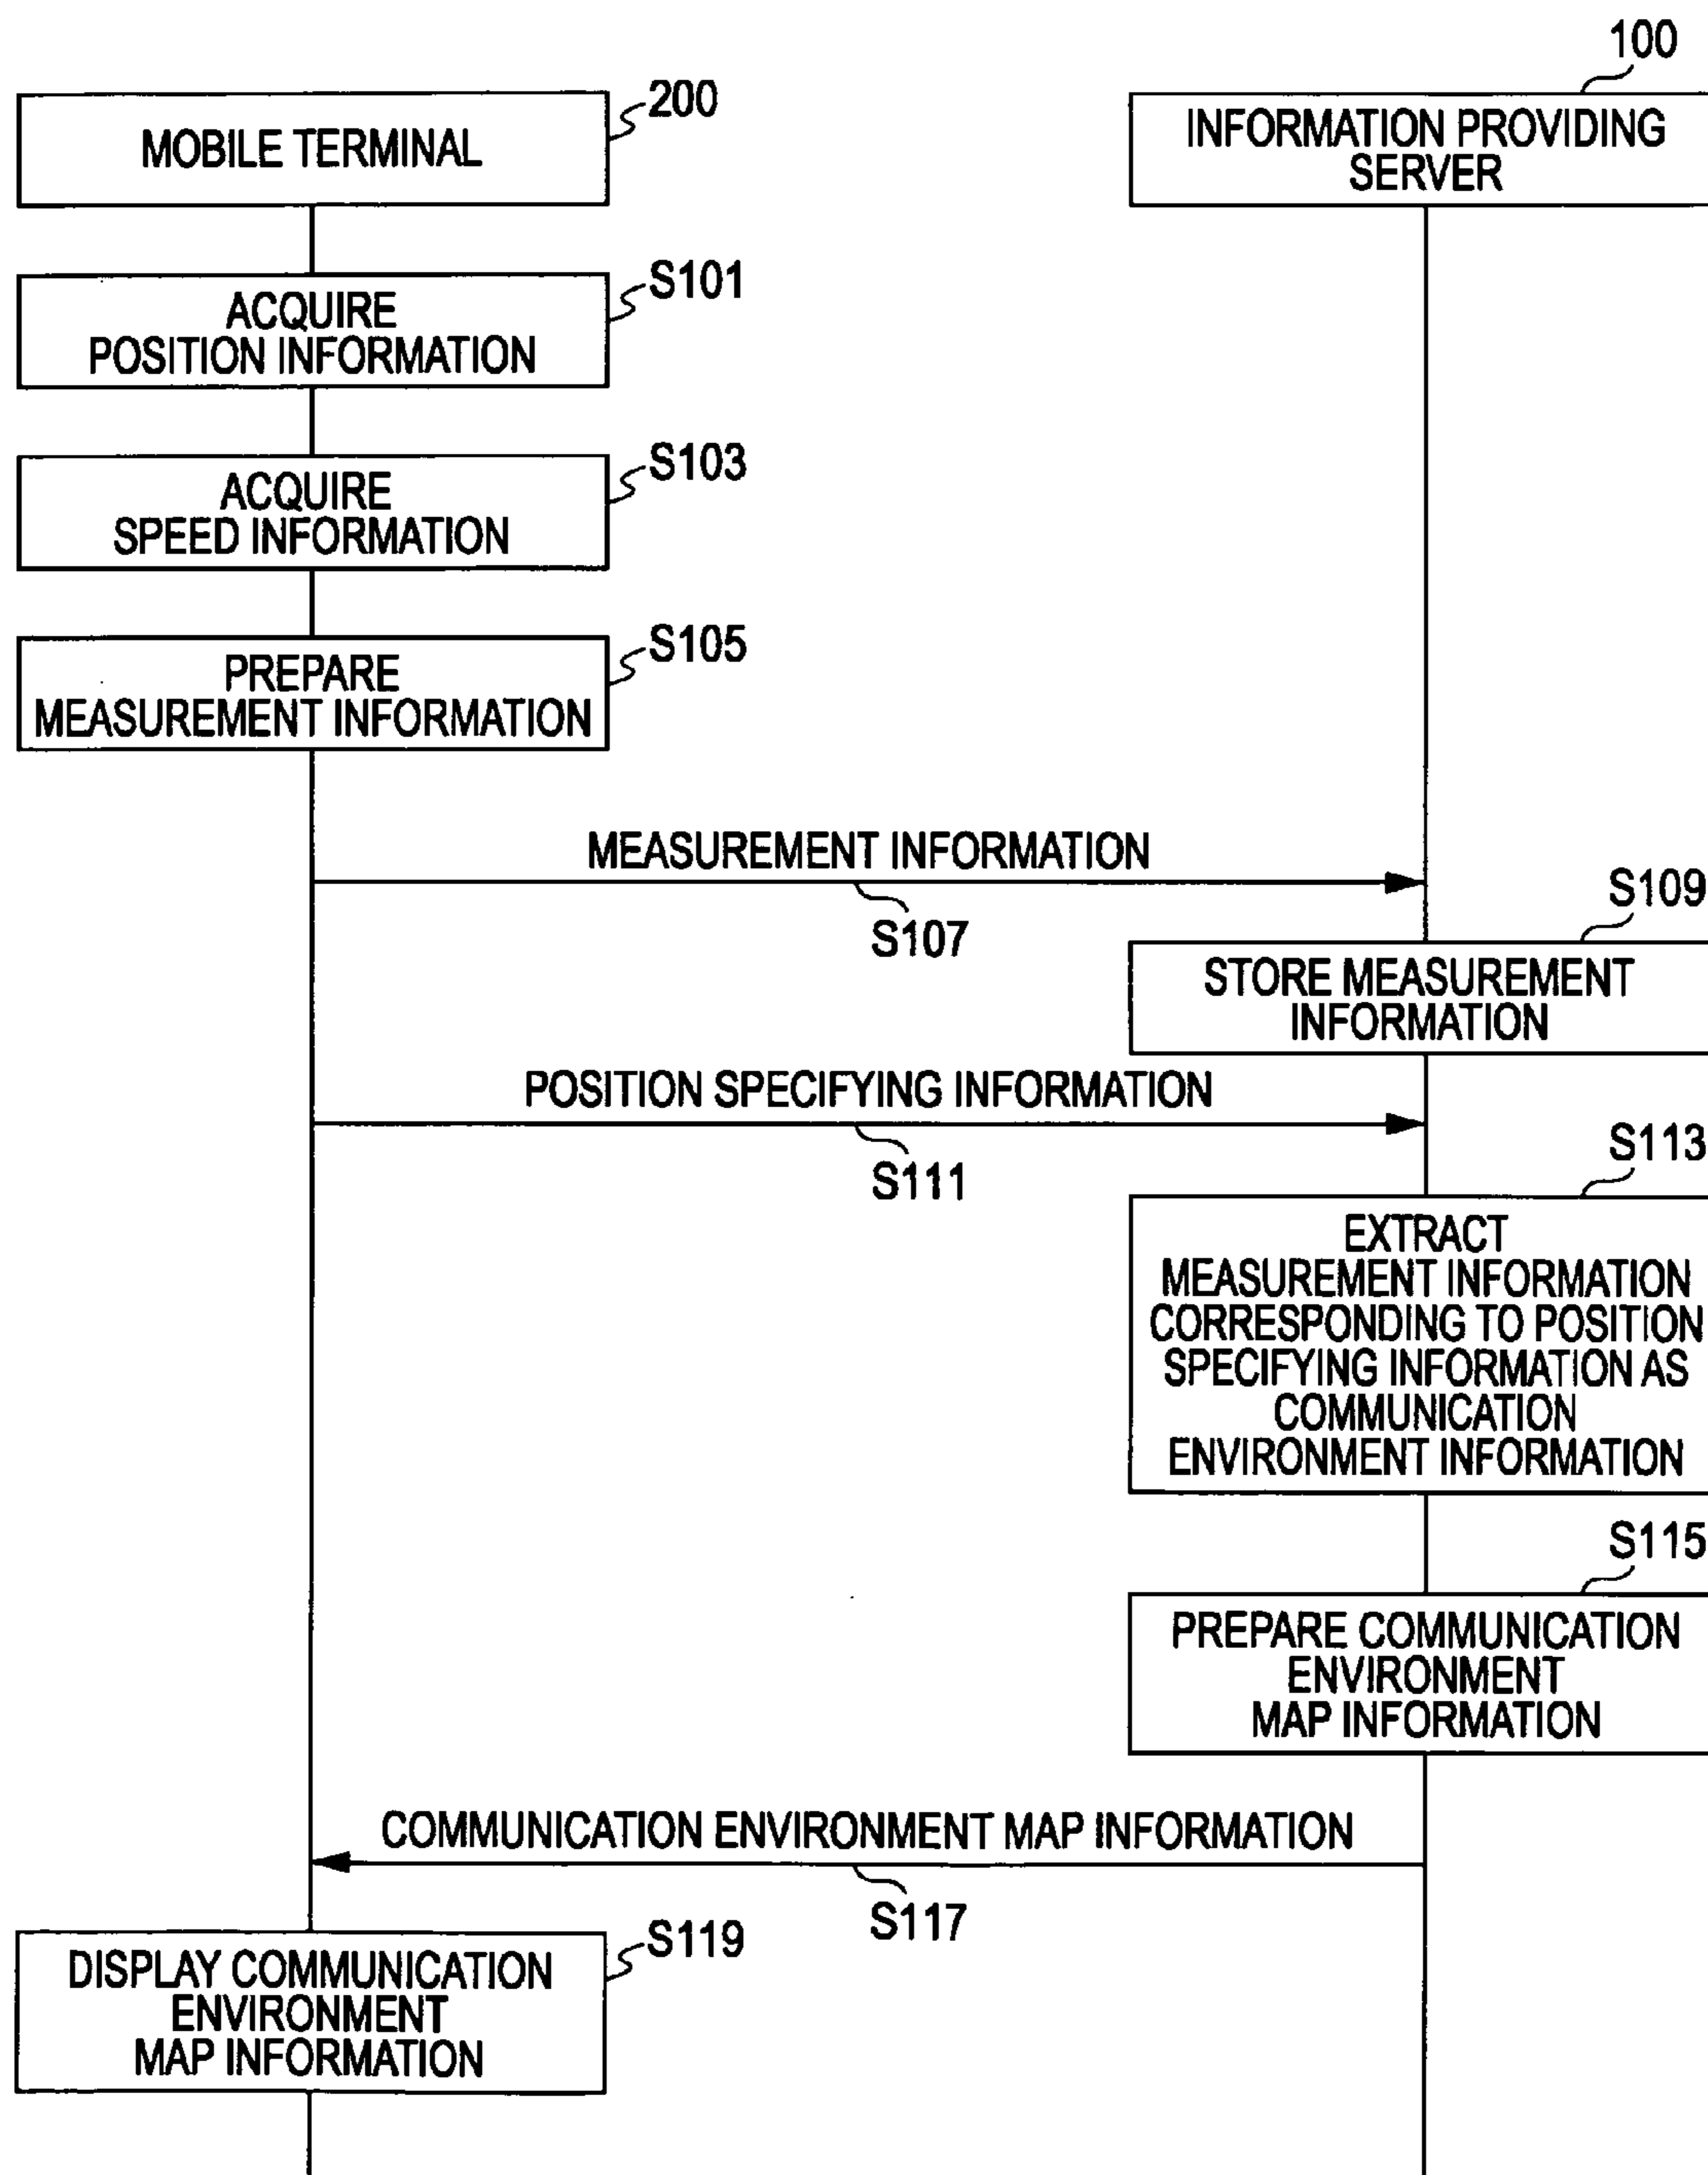 100
200
MOBILE TERMINAL
INFORMATION PROVIDING
SERVER
S101
ACQUIRE
POSITION INFORMATION
S103
ACQUIRE
SPEED INFORMATION
S105
PREPARE
MEASUREMENT INFORMATION
MEASUREMENT INFORMATION
S107
S109
STORE MEASUREMENT
INFORMATION
POSITION SPECIFYING INFORMATION
S111
S113
EXTRACT
MEASUREMENT INFORMATION
CORRESPONDING TO POSITION
SPECIFYING INFORMATION AS
COMMUNICATION
ENVIRONMENT INFORMATION
S115
PREPARE COMMUNICATION
ENVIRONMENT
MAP INFORMATION
COMMUNICATION ENVIRONMENT MAP INFORMATION
S117
S119
DISPLAY COMMUNICATION
ENVIRONMENT
MAP INFORMATION